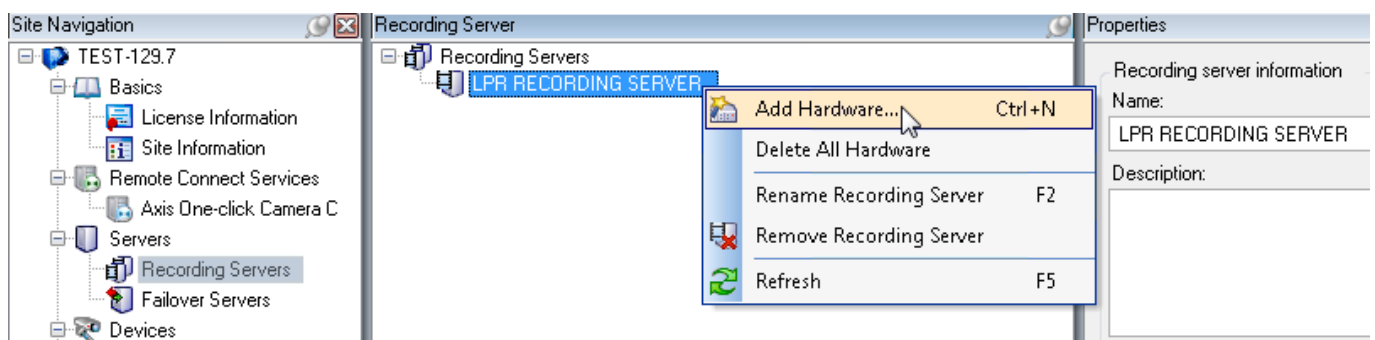 Site Navigation
TEST-129.7
Basics
License Information
Site Information
Remote Connect Services
Axis One-click Camera C
Servers
Recording Servers
Failover Servers
Devices
Recording Server
Recording Servers
LPR RECORDING SERVER
Add Hardware... Ctrl+N
Delete All Hardware
Rename Recording Server F2
Remove Recording Server
Refresh F5
Properties
Recording server information
Name:
LPR RECORDING SERVER
Description: